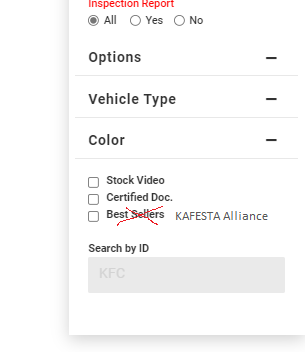 Inspection Report
All Yes No
Options
Vehicle Type
Color
Stock Video
Certified Doc.
Best Sellers KAFESTA Alliance
Search by ID
KFC